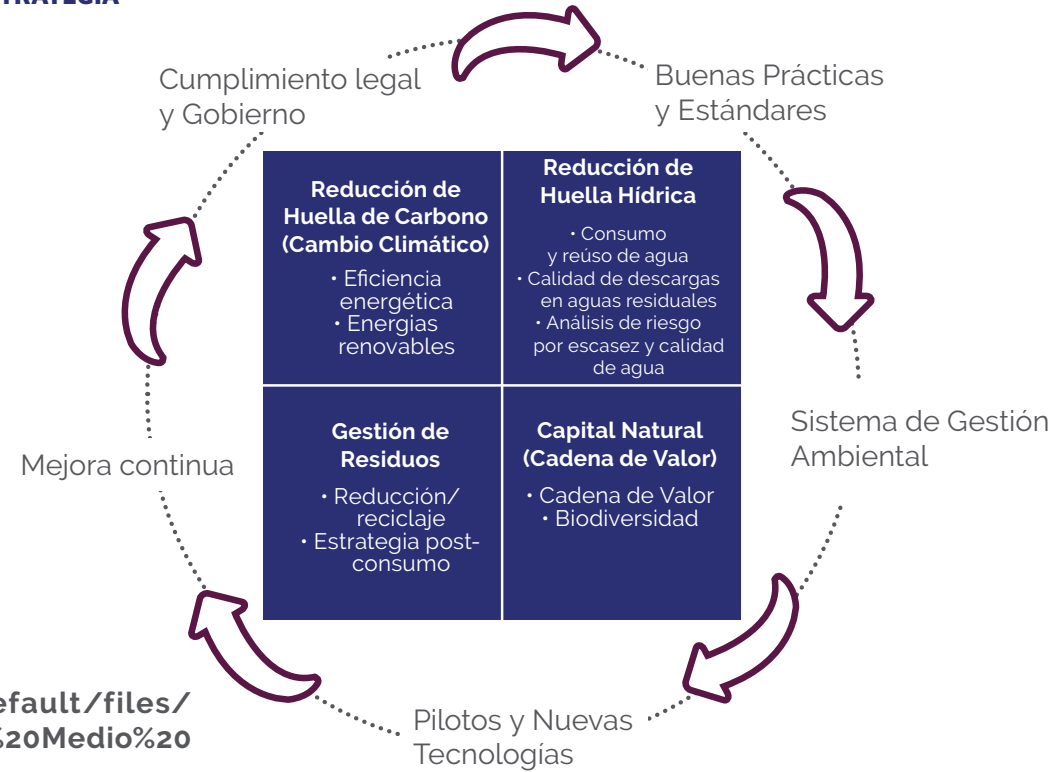 Cumplimiento legal
y Gobierno
Buenas Prácticas
y Estándares
Reducción de
Huella de Carbono
(Cambio Climático)
• Eficiencia
energética
• Energias
renovables
Reducción de
Huella Hídrica
• Consumo
y reúso de agua
• Calidad de descargas
en aguas residuales
• Análisis de riesgo
por escasez y calidad
de agua
Gestión de
Residuos
• Reducción/
reciclaje
• Estrategia post-
consumo
Capital Natural
(Cadena de Valor)
• Cadena de Valor
• Biodiversidad
Sistema de Gestión
Ambiental
Mejora continua
Pilotos y Nuevas
Tecnologías
efault/files/
%20Medio%20